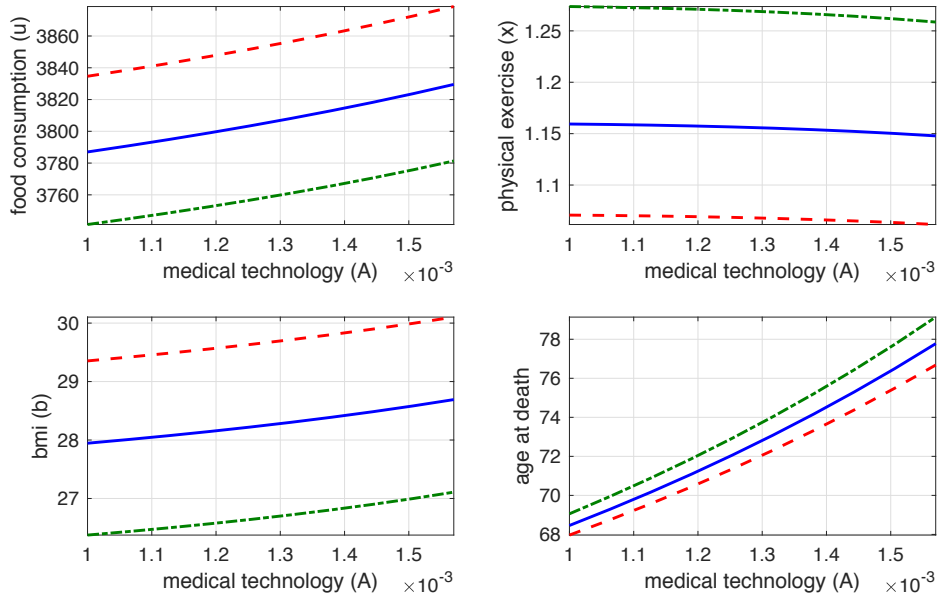 food consumption (u)
3860
3840
3820
3800
3780
3760
1 1.1 1.2 1.3 1.4 1.5
medical technology (A) ×10⁻³
physical exercise (x)
1.25
1.2
1.15
1.1
1 1.1 1.2 1.3 1.4 1.5
medical technology (A) ×10⁻³
bmi (b)
30
29
28
27
1 1.1 1.2 1.3 1.4 1.5
medical technology (A) ×10⁻³
age at death
78
76
74
72
70
68
1 1.1 1.2 1.3 1.4 1.5
medical technology (A) ×10⁻³